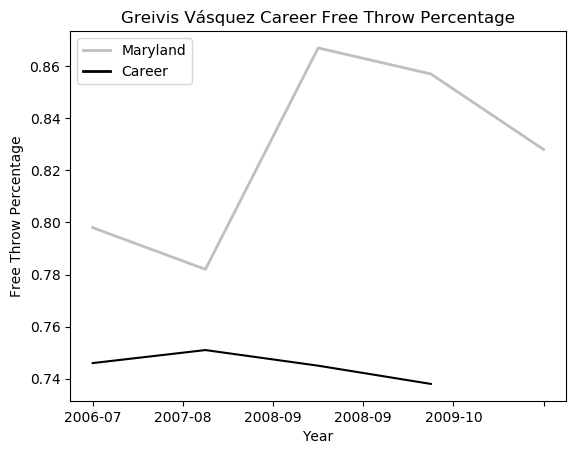 Greivis Vásquez Career Free Throw Percentage
Maryland
Career
Free Throw Percentage
0.86
0.84
0.82
0.80
0.78
0.76
0.74
2006-07 2007-08 2008-09 2008-09 2009-10
Year